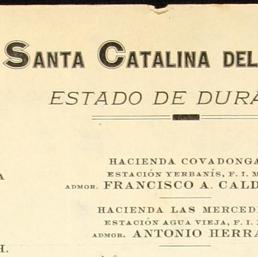 SANTA CATALINA DEL
ESTADO DE DURA
HACIENDA COVADONGA
ESTACIÓN YERBANÍS, F. I. M
ADMOR. FRANCISCO A. CALD
HACIENDA LAS MERCED
ESTACIÓN AGUA VIEJA, F. I. M
ADMOR. ANTONIO HERRA
H.